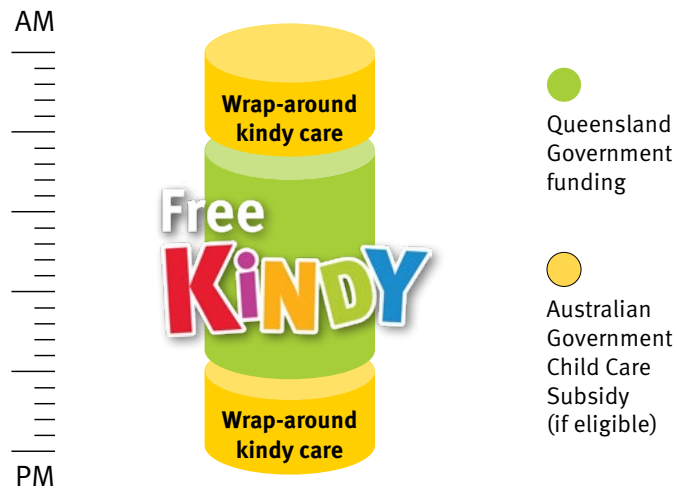 AM
Wrap-around
kindy care
Free
KiNDY
Wrap-around
kindy care
PM
Queensland
Government
funding
Australian
Government
Child Care
Subsidy
(if eligible)